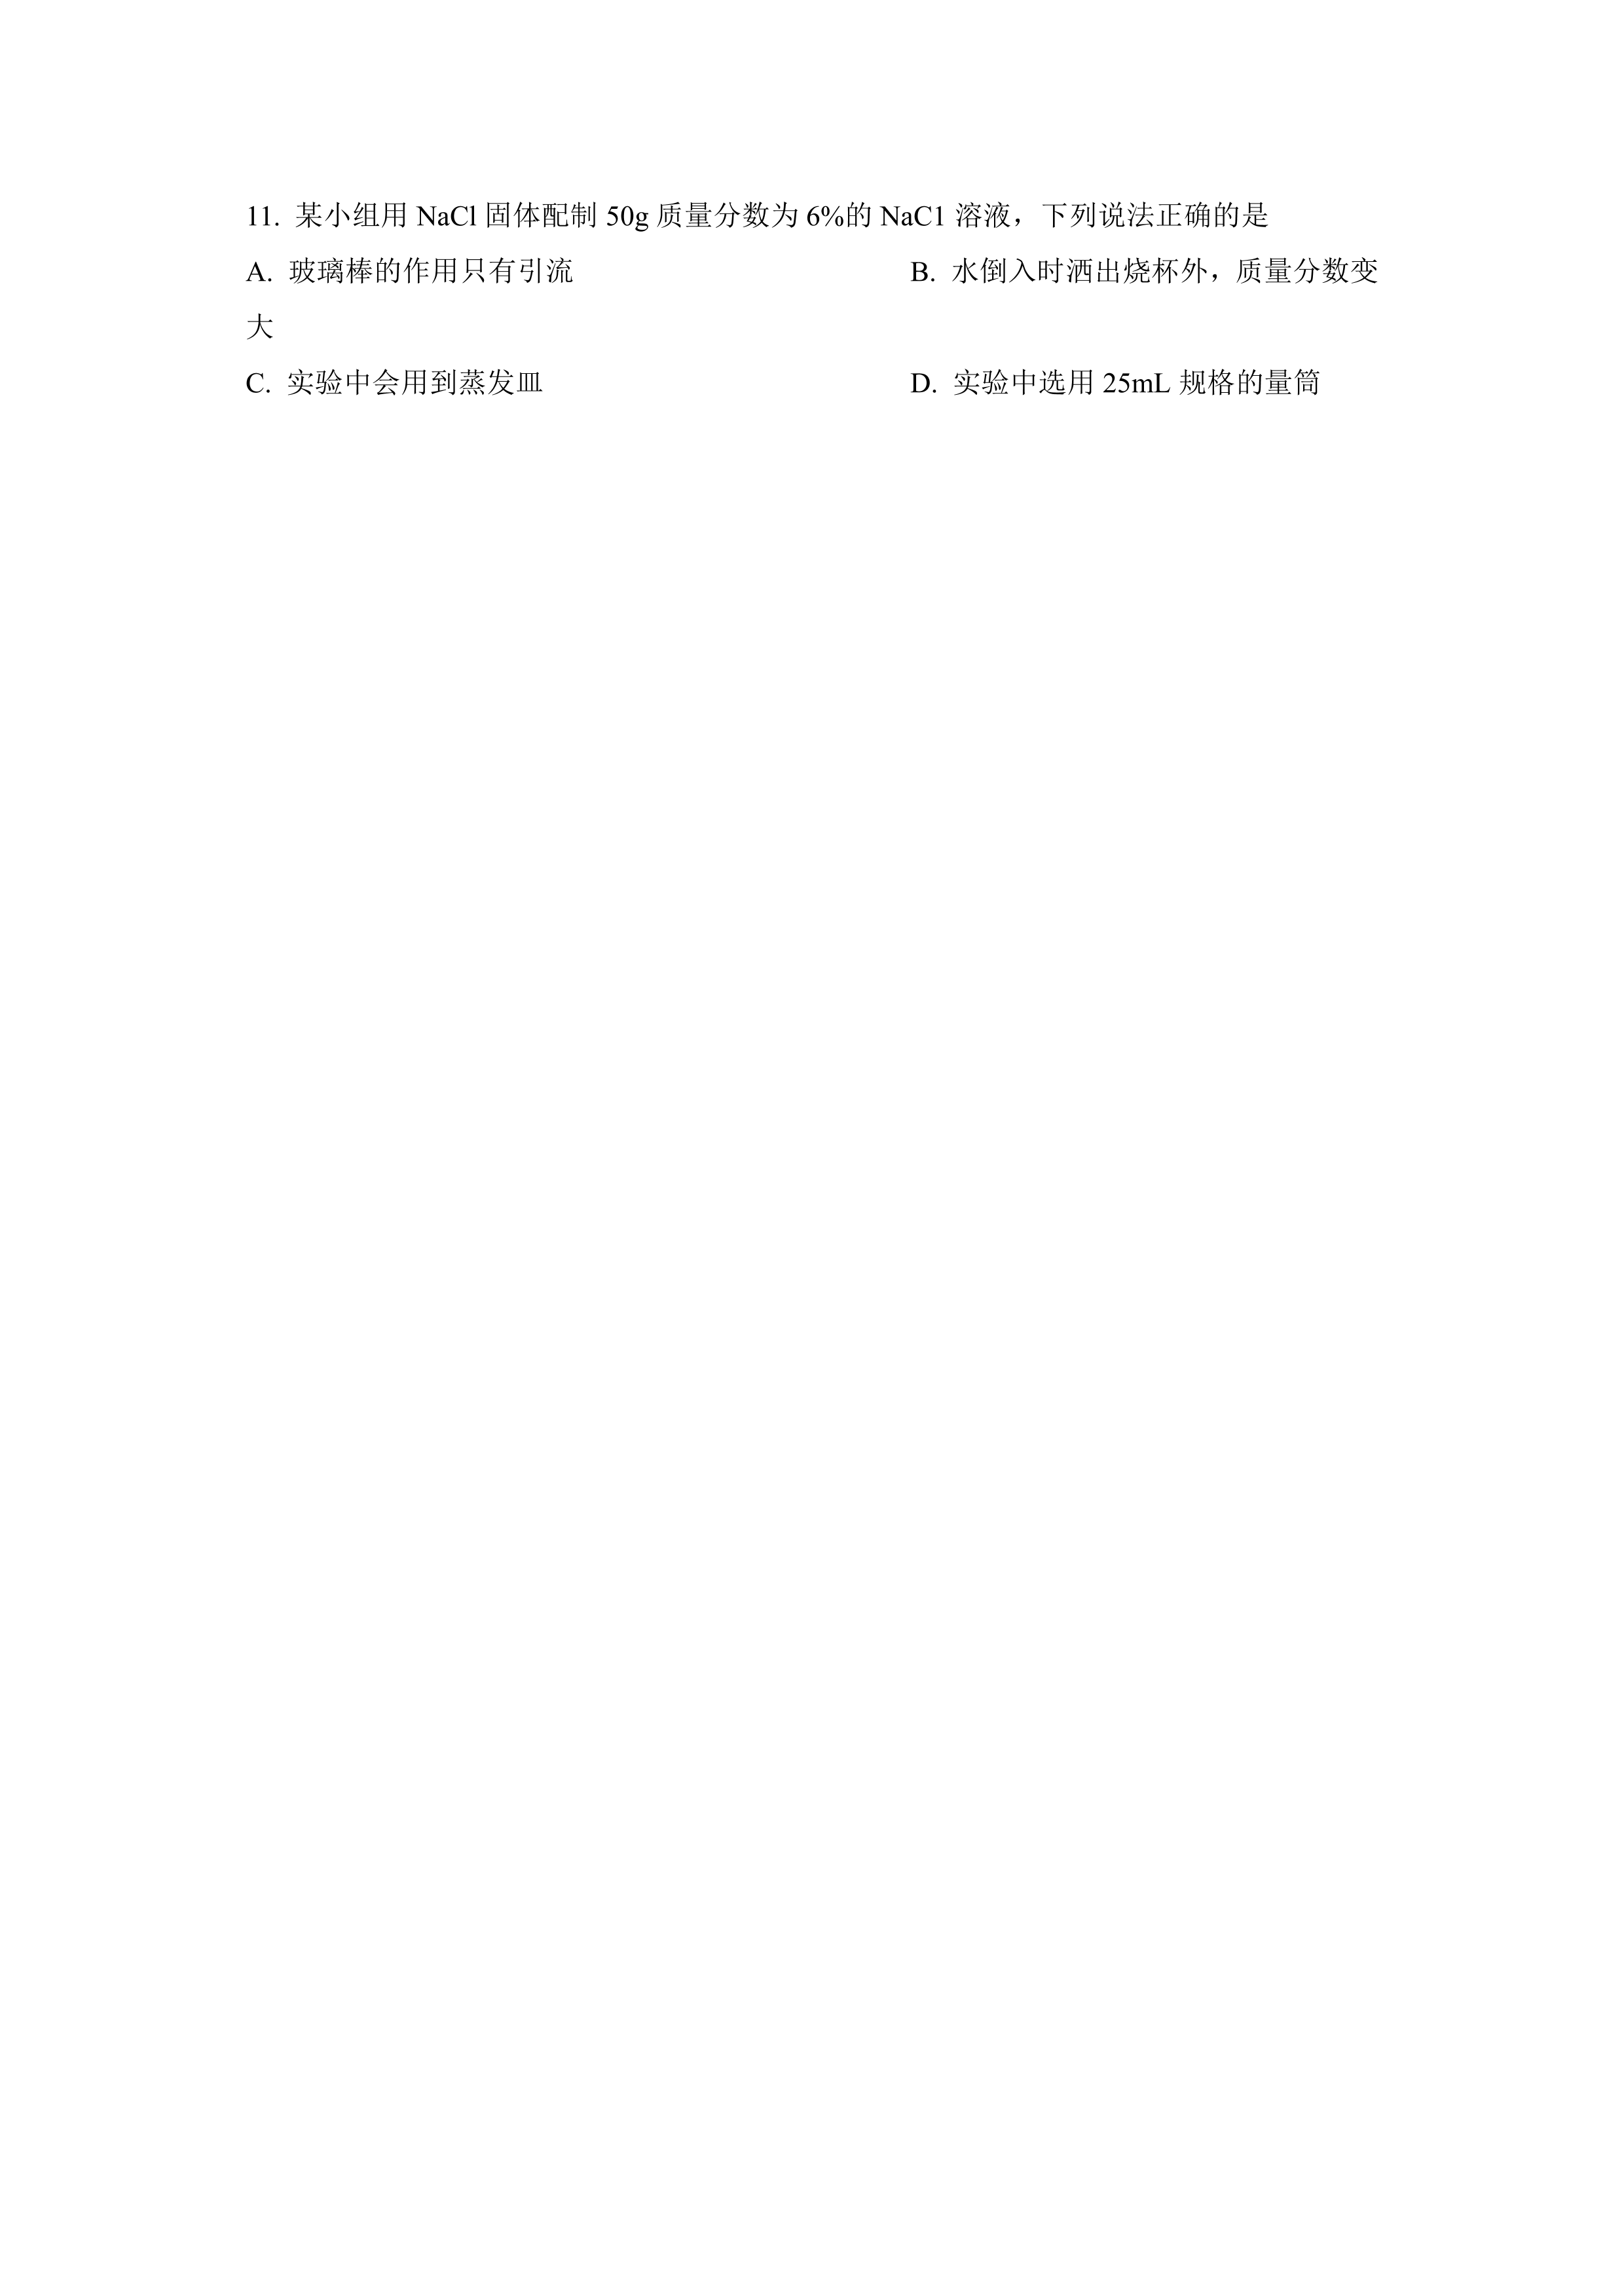 11. 某小组用 NaCl 固体配制 50g 质量分数为 6%的 NaC1 溶液，下列说法正确的是
A. 玻璃棒的作用只有引流 B. 水倒入时洒出烧杯外，质量分数变
大
C. 实验中会用到蒸发皿 D. 实验中选用 25mL 规格的量筒